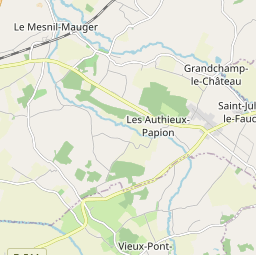 Le Mesnil-Mauger
Grandchamp-
le-Château
Saint-Jul
le-Fauc
Les Authieux-
Papion
Vieux-Pont-